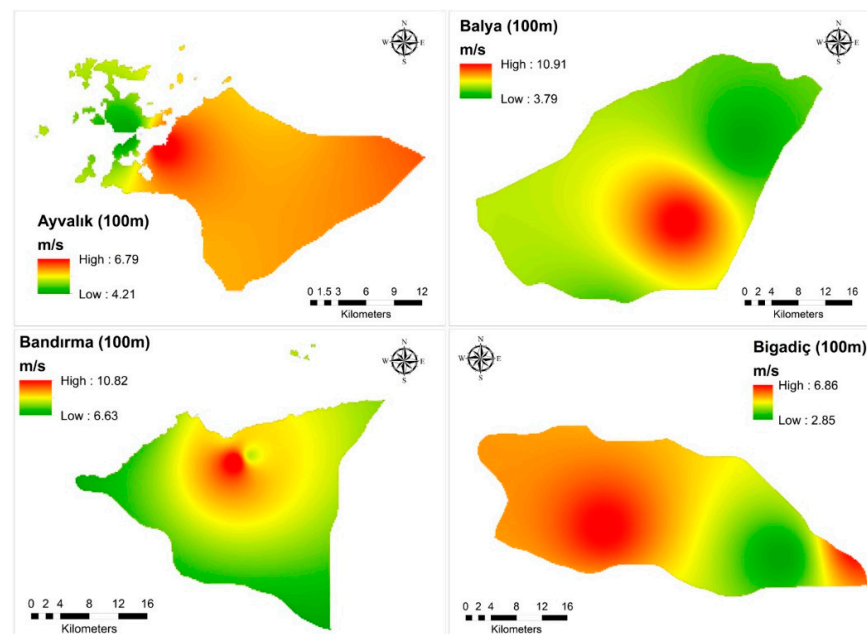 N
W E
S
Ayvalık (100m)
m/s
High : 6.79
Low : 4.21
0 1.5 3 6 9 12
Kilometers
Balya (100m)
m/s
High : 10.91
Low : 3.79
N
W E
S
0 2 4 8 12 16
Kilometers
Bandırma (100m)
m/s
High : 10.82
Low : 6.63
N
W E
S
0 2 4 8 12 16
Kilometers
N
W E
S
Bigadiç (100m)
m/s
High : 6.86
Low : 2.85
0 2 4 8 12 16
Kilometers